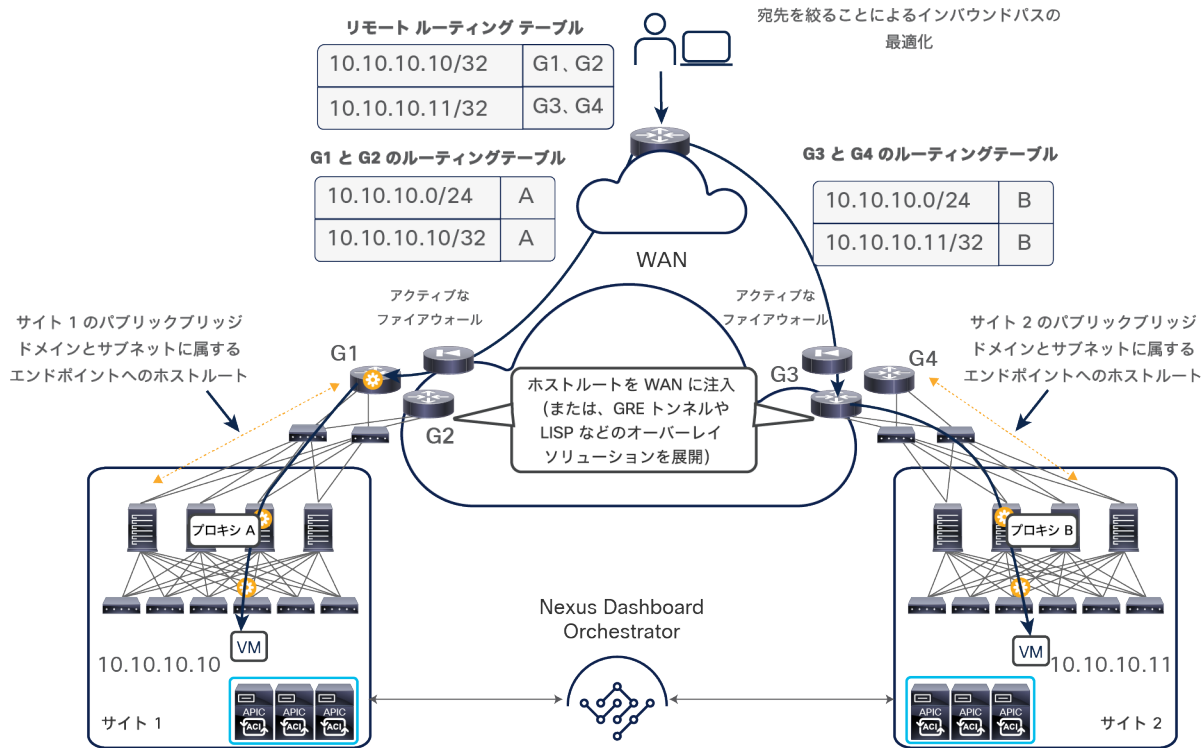 宛先を絞ることによるインバウンドパスの
最適化
リモート ルーティング テーブル
10.10.10.10/32 G1、G2
10.10.10.11/32 G3、G4
G1 と G2 のルーティングテーブル
10.10.10.0/24 A
10.10.10.10/32 A
G3 と G4 のルーティングテーブル
10.10.10.0/24 B
10.10.10.11/32 B
WAN
アクティブな
ファイアウォール
アクティブな
ファイアウォール
サイト 1 のパブリックブリッジ
ドメインとサブネットに属する
エンドポイントへのホストルート
サイト 2 のパブリックブリッジ
ドメインとサブネットに属する
エンドポイントへのホストルート
G1
G2
G3
G4
ホストルートを WAN に注入
(または、GRE トンネルや
LISP などのオーバーレイ
ソリューションを展開)
プロキシ A
プロキシ B
VM
10.10.10.10
VM
10.10.10.11
Nexus Dashboard
Orchestrator
サイト 1
APIC APIC APIC
ACI ACI ACI
APIC APIC APIC
ACI ACI ACI
サイト 2